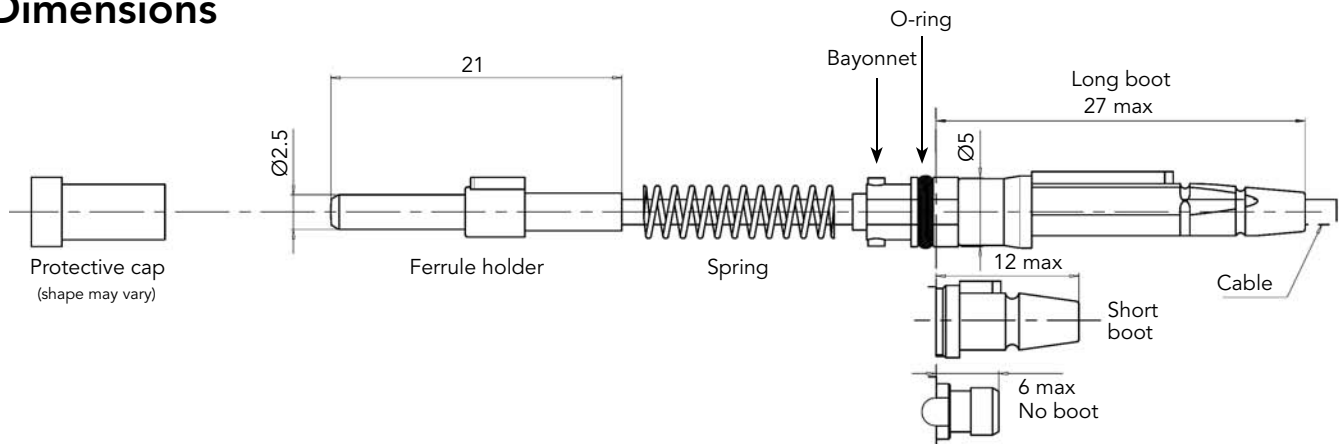 Dimensions
O-ring
Bayonnet
21
Long boot
27 max
Ø2.5
Ø5
Protective cap
(shape may vary)
Ferrule holder
Spring
12 max
Cable
Short
boot
6 max
No boot